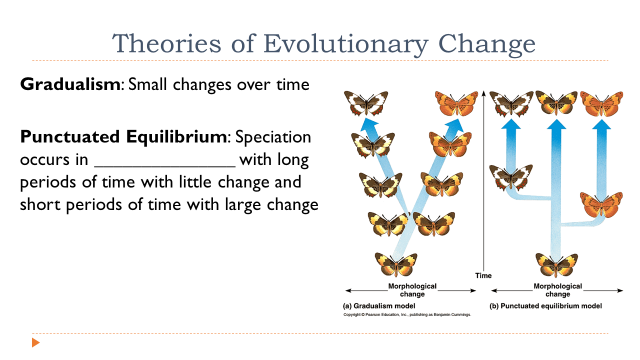 Theories of Evolutionary Change
Gradualism: Small changes over time
Punctuated Equilibrium: Speciation
occurs in _______________ with long
periods of time with little change and
short periods of time with large change
Time
Morphological
change
(a) Gradualism model
Morphological
change
(b) Punctuated equilibrium model
Copyright © Pearson Education, Inc., publishing as Benjamin Cummings.